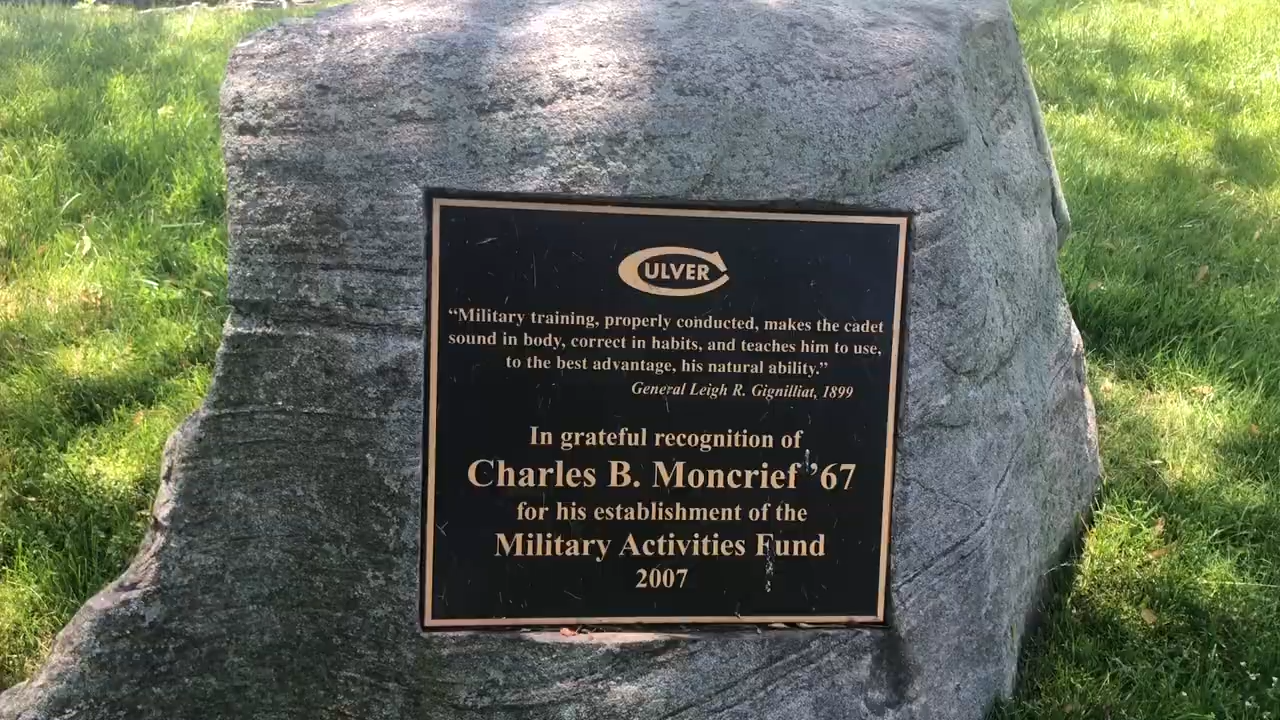 CULVER
“Military training, properly conducted, makes the cadet
sound in body, correct in habits, and teaches him to use,
to the best advantage, his natural ability.”
General Leigh R. Gignilliat, 1899
In grateful recognition of
Charles B. Moncrief ’67
for his establishment of the
Military Activities Fund
2007